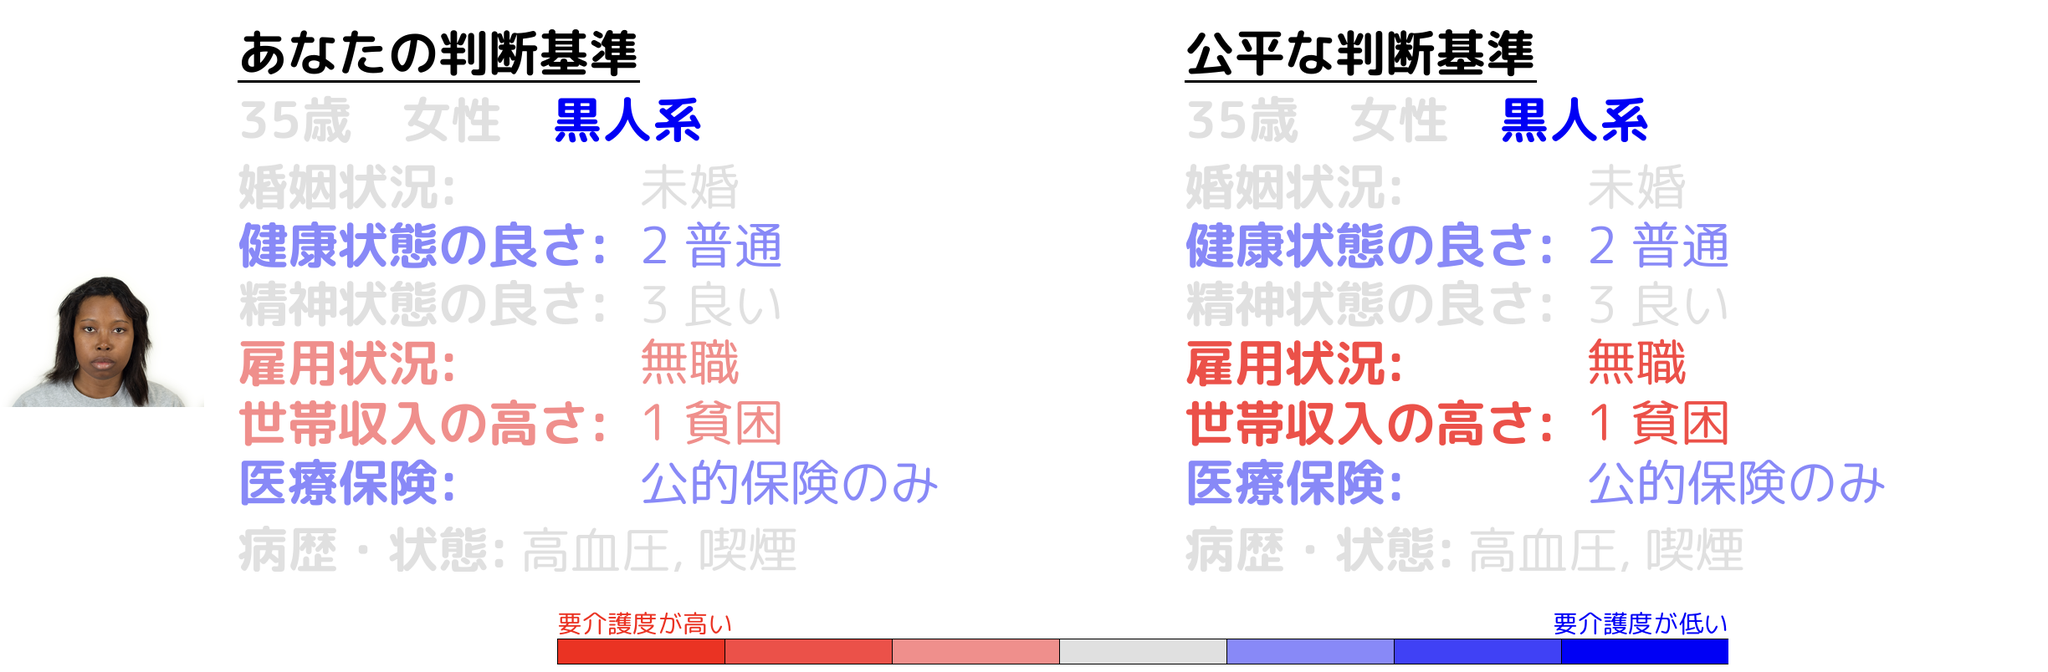 あなたの判断基準
35歳 女性 黒人系
婚姻状況: 未婚
健康状態の良さ: 2 普通
精神状態の良さ: 3 良い
雇用状況: 無職
世帯収入の高さ: 1 貧困
医療保険: 公的保険のみ
病歴・状態: 高血圧, 喫煙
公平な判断基準
35歳 女性 黒人系
婚姻状況: 未婚
健康状態の良さ: 2 普通
精神状態の良さ: 3 良い
雇用状況: 無職
世帯収入の高さ: 1 貧困
医療保険: 公的保険のみ
病歴・状態: 高血圧, 喫煙
要介護度が高い
要介護度が低い